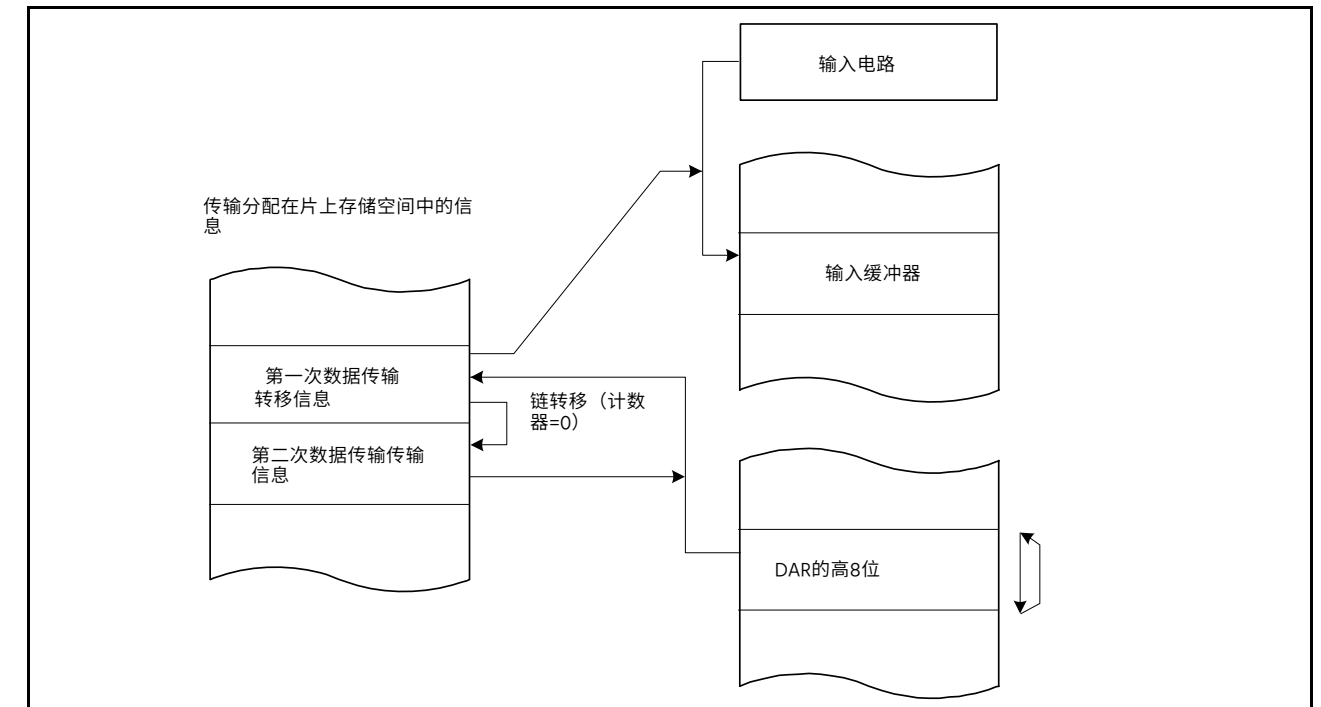 输入电路
传输分配在片上存储空间中的信
息
输入缓冲器
第一次数据传输
转移信息
链转移（计数
器=0）
第二次数据传输传输
信息
DAR的高8位